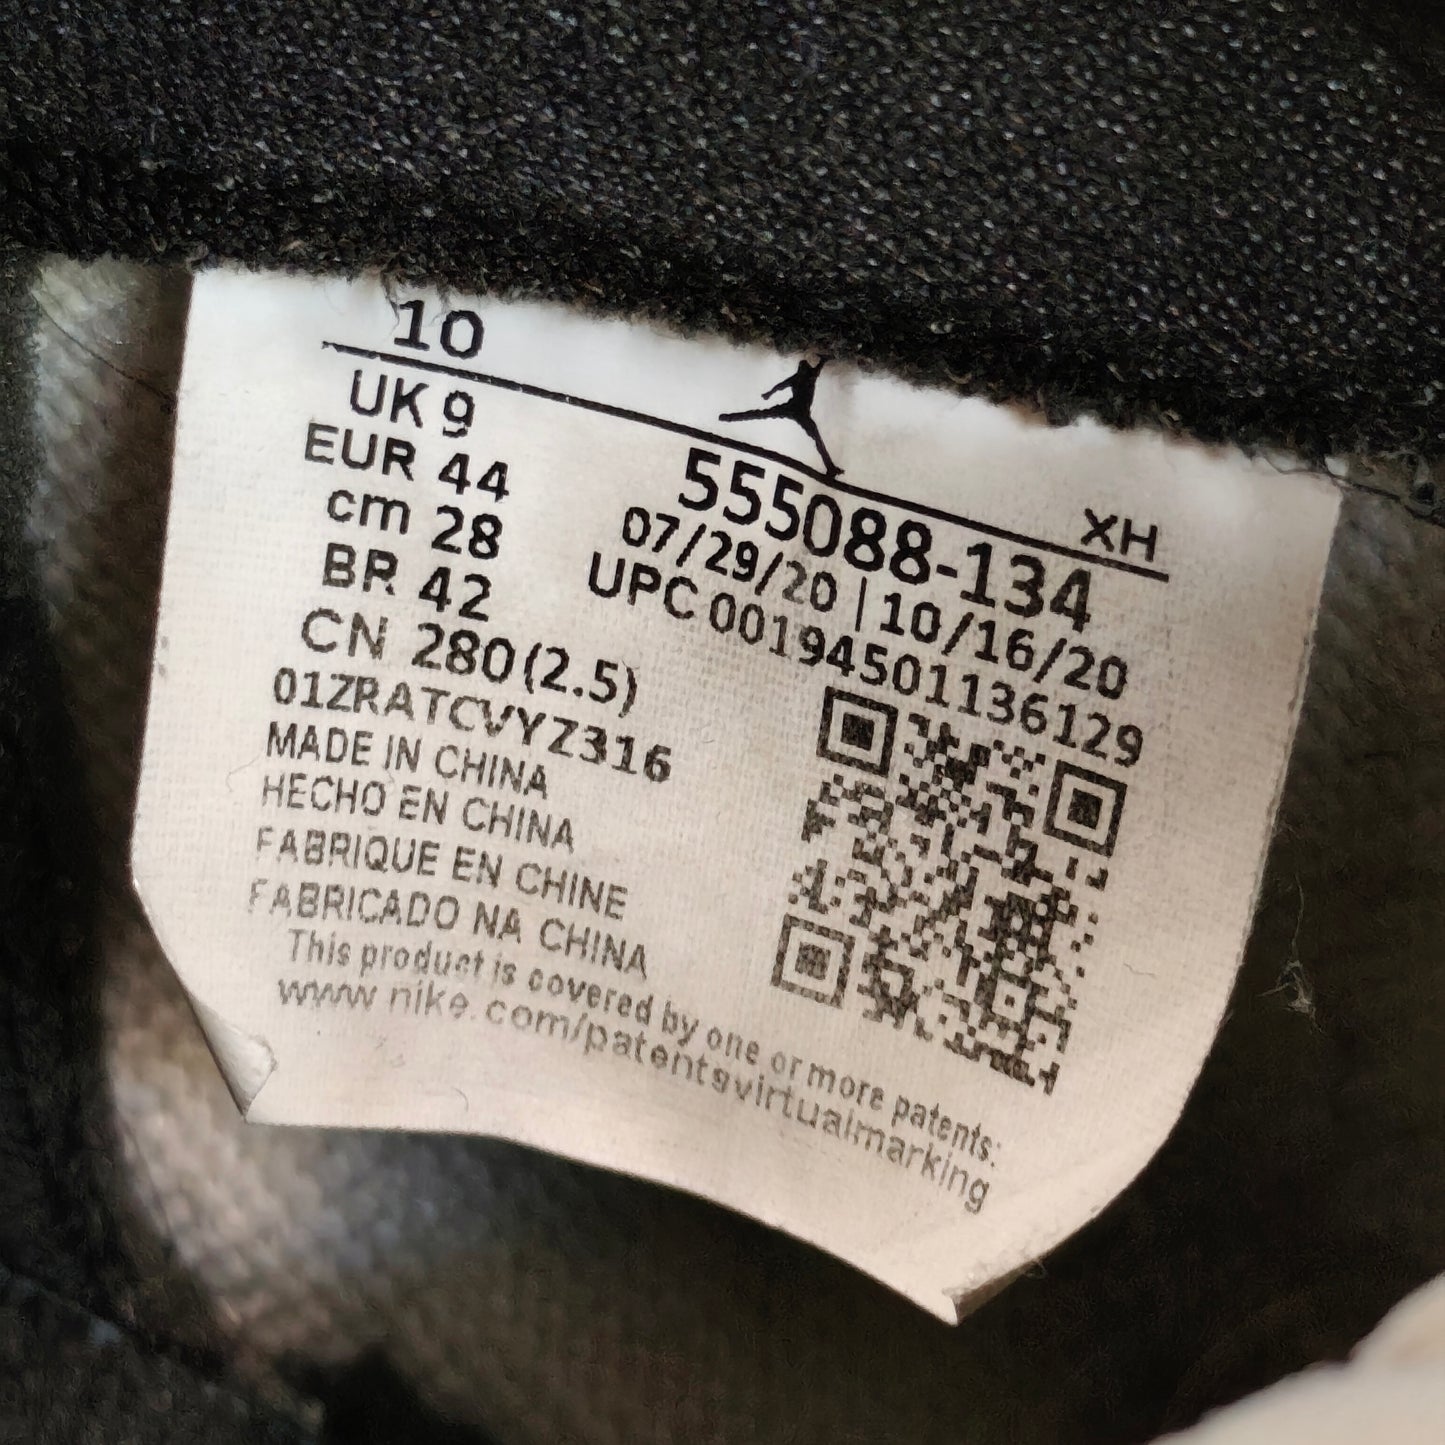 10
XH
UK 9
EUR 44
cm 28
BR 42
CN 280(2.5)
555088-134
07/29/20 | 10/16/20
UPC 00194501136129
01ZRATCVYZ316
MADE IN CHINA
HECHO EN CHINA
FABRIQUE EN CHINE
FABRICADO NA CHINA
This product is covered by one or more patents:
www.nike.com/patentsvirtualmarking